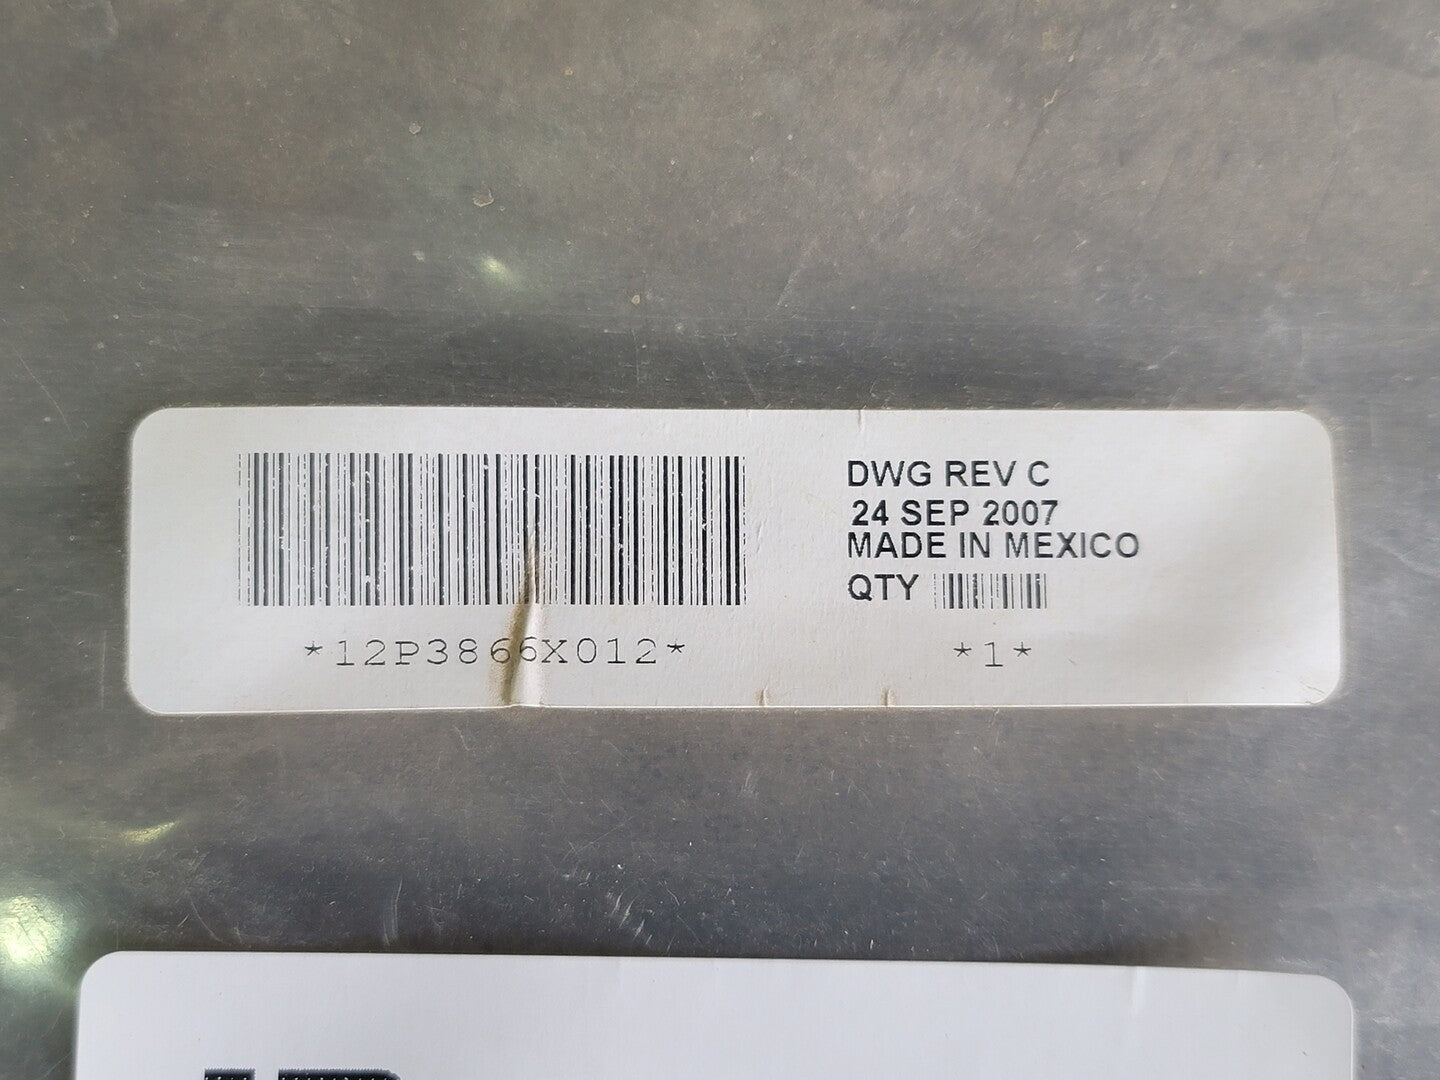 DWG REV C
24 SEP 2007
MADE IN MEXICO
QTY
*12P3866X012*
*1*